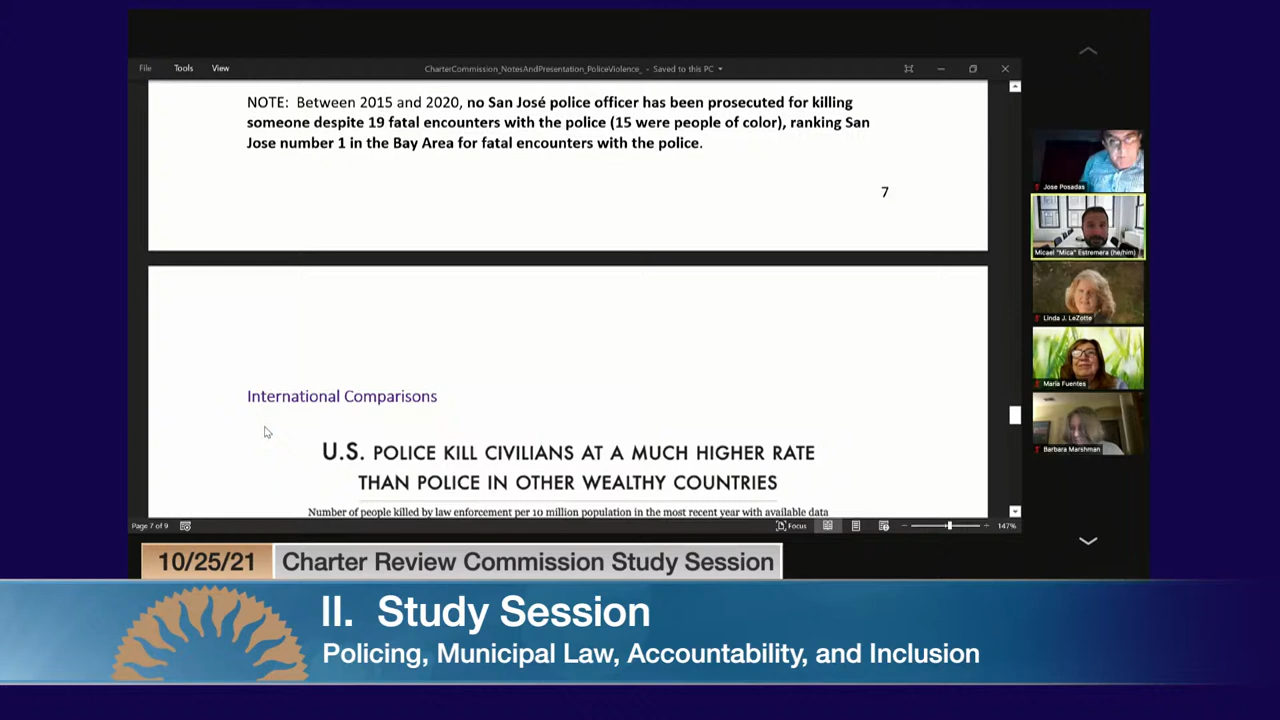 File Tools View CharterCommission_NotesAndPresentation_PoliceViolence_ - Saved to this PC
NOTE: Between 2015 and 2020, no San José police officer has been prosecuted for killing
someone despite 19 fatal encounters with the police (15 were people of color), ranking San
Jose number 1 in the Bay Area for fatal encounters with the police.
7
International Comparisons
U.S. POLICE KILL CIVILIANS AT A MUCH HIGHER RATE
THAN POLICE IN OTHER WEALTHY COUNTRIES
Number of people killed by law enforcement per 10 million population in the most recent year with available data
Page 7 of 9
Focus
147%
Jose Posadas
Micael "Mica" Estremera (he/him)
Linda J. LeZotte
Maria Fuentes
Barbara Marshman
10/25/21 Charter Review Commission Study Session
II. Study Session
Policing, Municipal Law, Accountability, and Inclusion